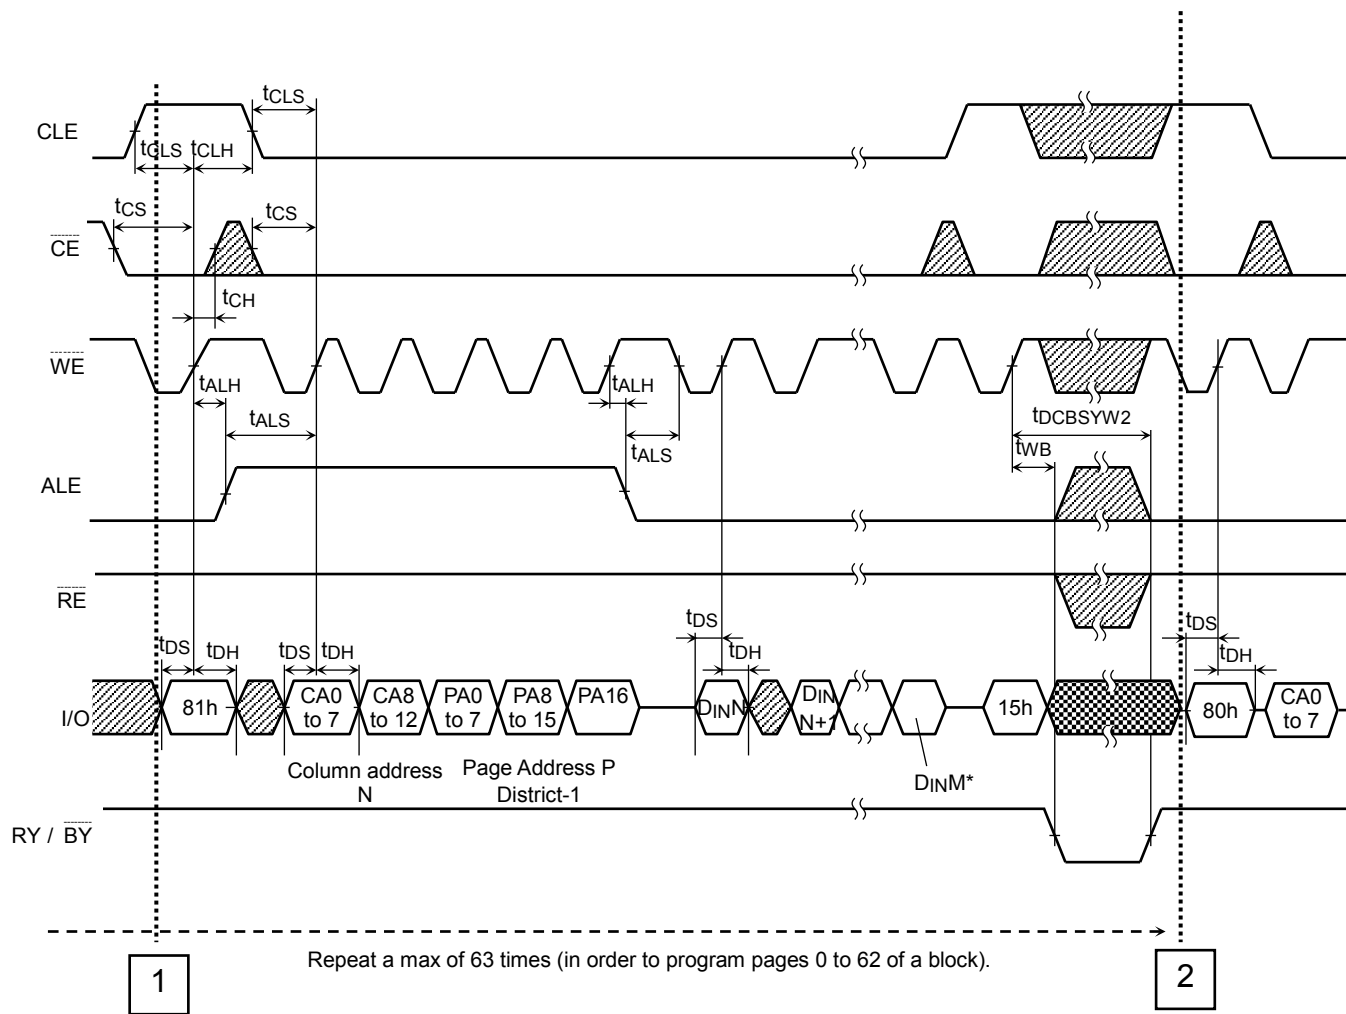 tCLS
CLE
tCLS tCLH
tCS tCS
CE
tCH
WE
tALH tALH
tDCBSYW2
tALS tALS
tWB
ALE
RE
tDS tDH tDS tDH tDS tDH tDS tDH
I/O 81h CA0 to 7 CA8 to 12 PA0 to 7 PA8 to 15 PA16 DINN DIN N+1 15h 80h CA0 to 7
Column address
N
Page Address P
District-1
DINM*
RY / BY
Repeat a max of 63 times (in order to program pages 0 to 62 of a block).
1 2